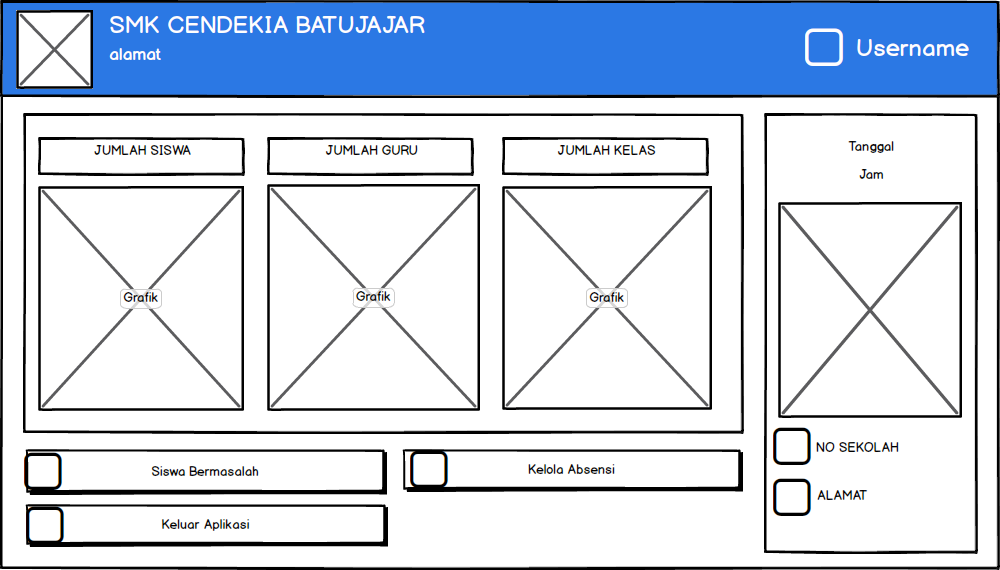 SMK CENDEKIA BATUJAJAR
alamat
Username
JUMLAH SISWA
JUMLAH GURU
JUMLAH KELAS
Grafik
Grafik
Grafik
Siswa Bermasalah
Kelola Absensi
Keluar Aplikasi
Tanggal
Jam
NO SEKOLAH
ALAMAT